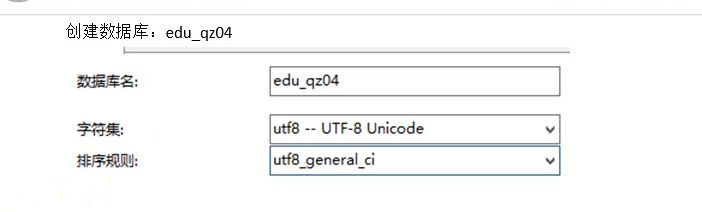 创建数据库：edu_qz04
数据库名: edu_qz04
字符集: utf8 -- UTF-8 Unicode
排序规则: utf8_general_ci